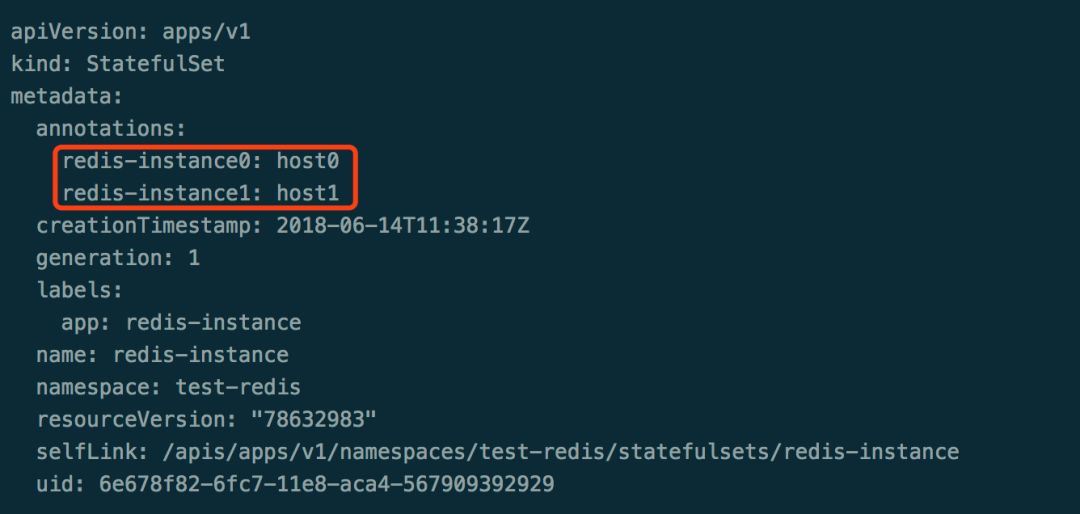 apiVersion: apps/v1
kind: StatefulSet
metadata:
  annotations:
    redis-instance0: host0
    redis-instance1: host1
  creationTimestamp: 2018-06-14T11:38:17Z
  generation: 1
  labels:
    app: redis-instance
  name: redis-instance
  namespace: test-redis
  resourceVersion: "78632983"
  selfLink: /apis/apps/v1/namespaces/test-redis/statefulsets/redis-instance
  uid: 6e678f82-6fc7-11e8-aca4-567909392929